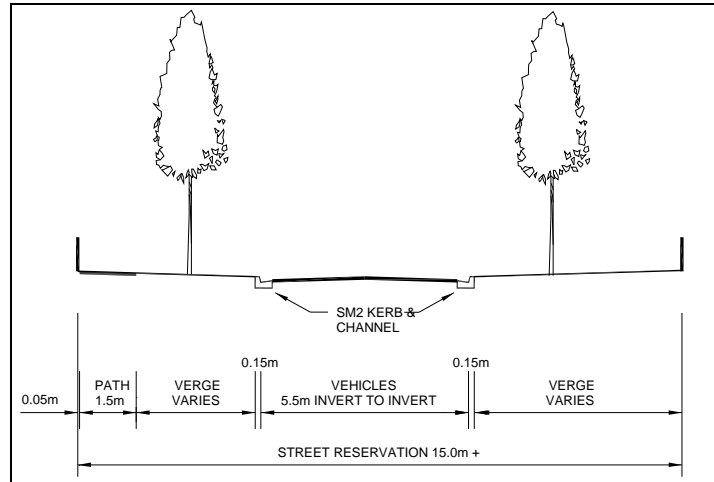 SM2 KERB &
CHANNEL
0.15m
0.15m
0.05m
PATH
1.5m
VERGE
VARIES
VEHICLES
5.5m INVERT TO INVERT
VERGE
VARIES
STREET RESERVATION 15.0m +